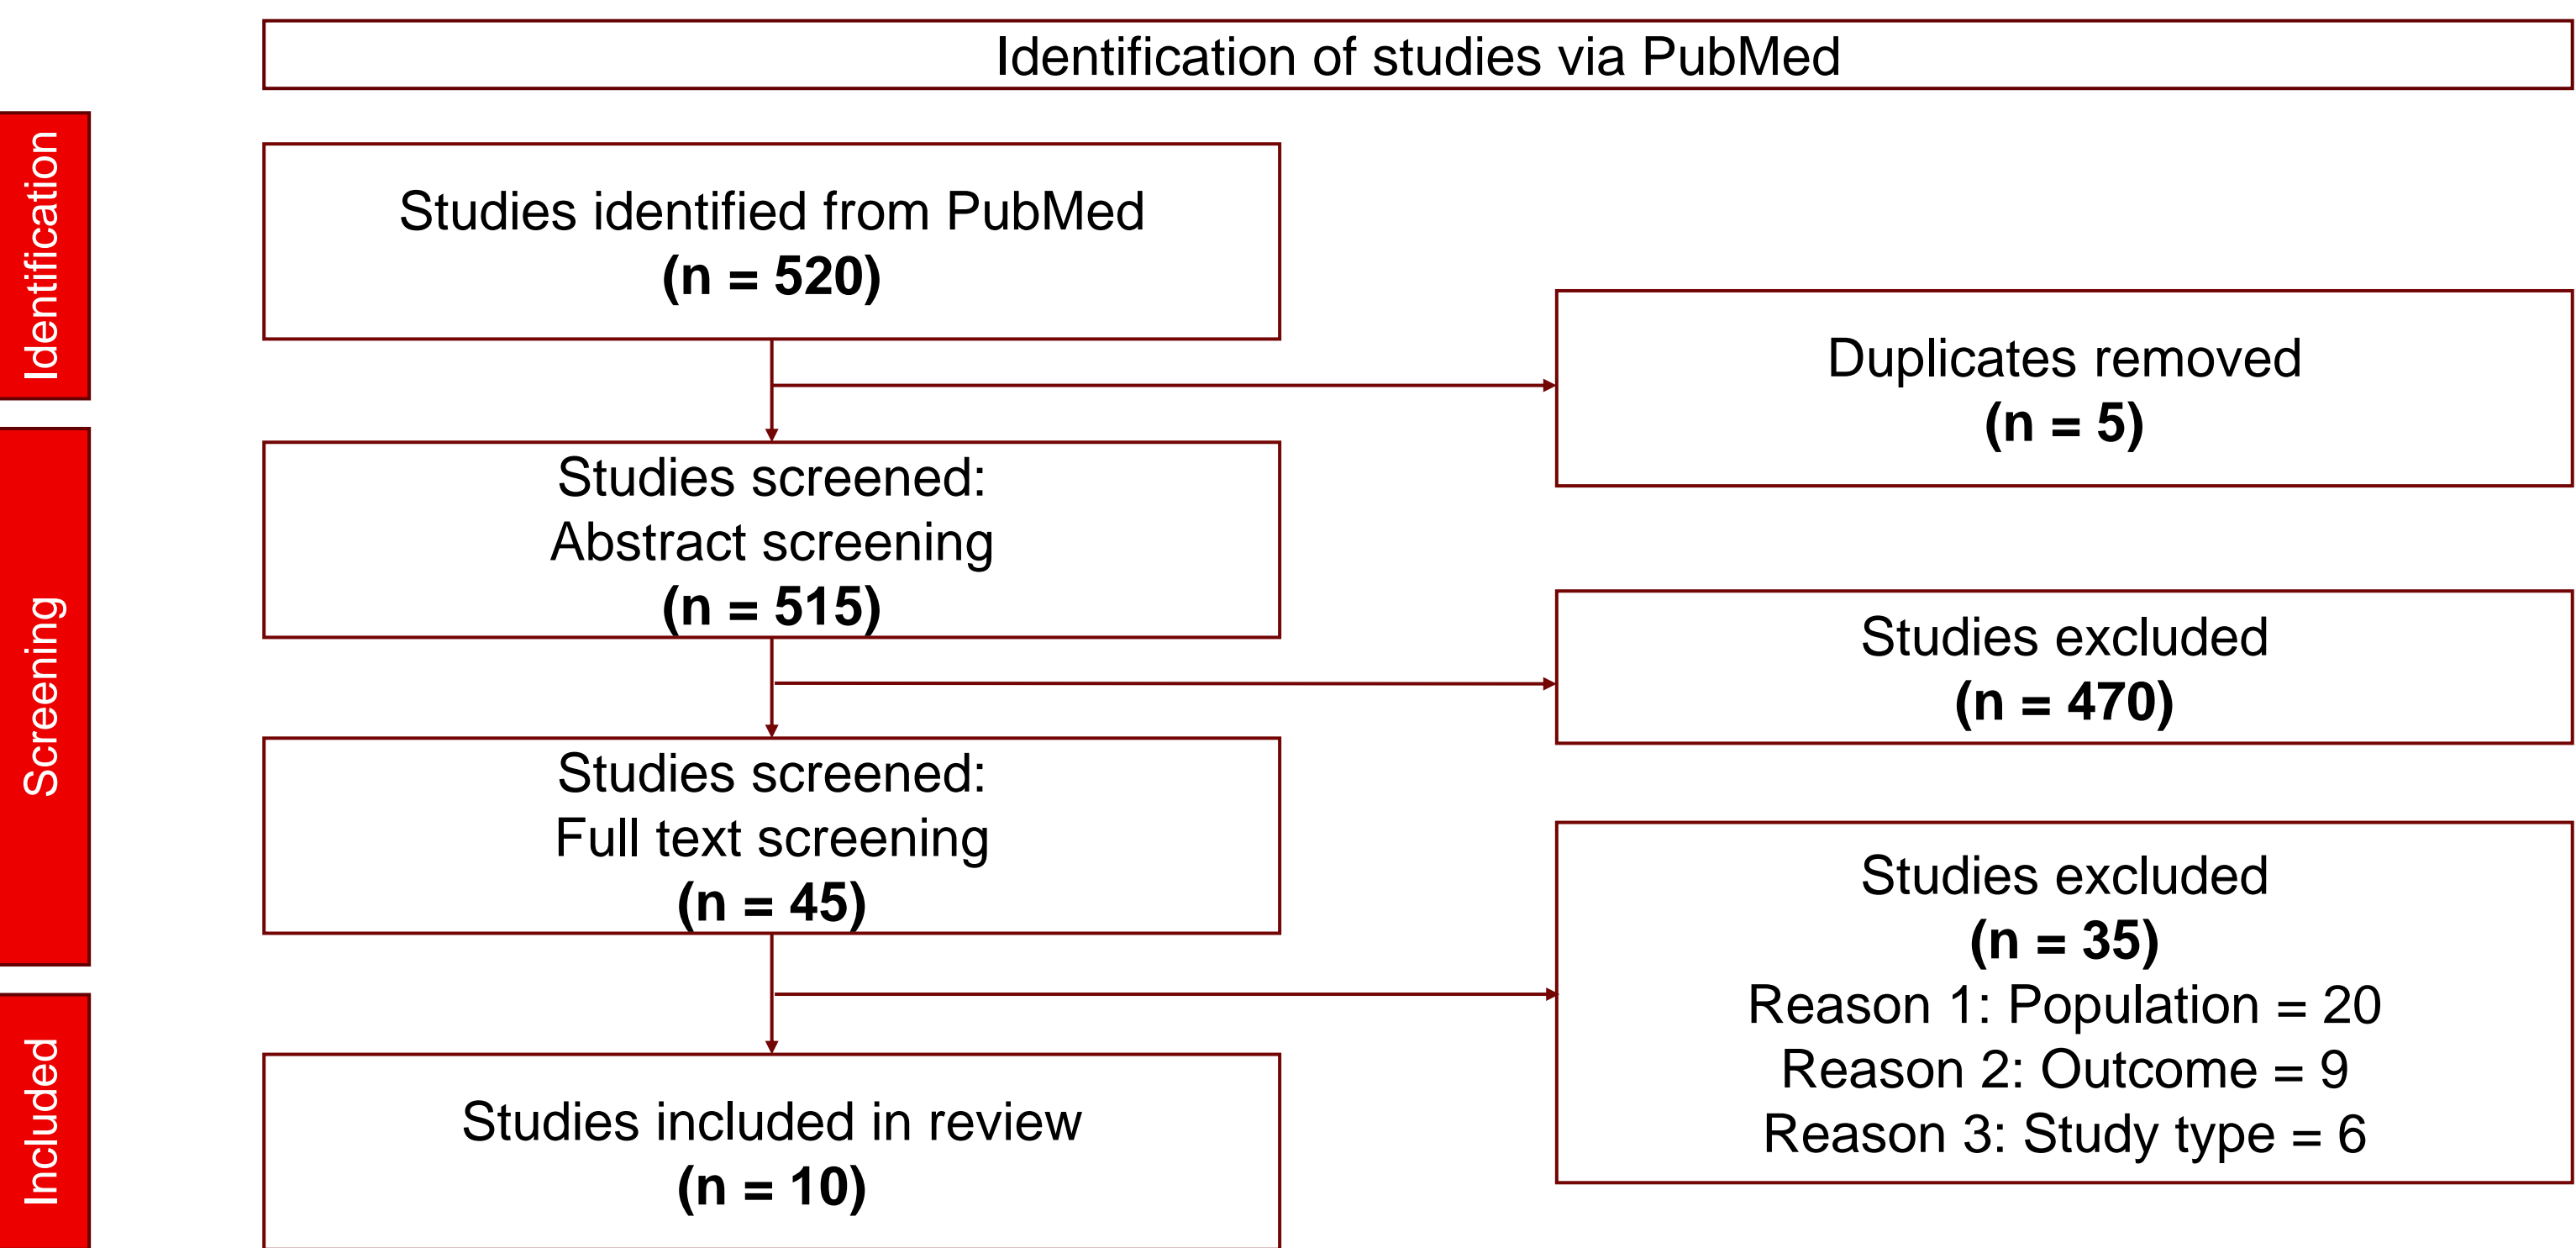 Identification of studies via PubMed
Identification
Studies identified from PubMed
(n = 520)
Duplicates removed
(n = 5)
Screening
Studies screened:
Abstract screening
(n = 515)
Studies excluded
(n = 470)
Studies screened:
Full text screening
(n = 45)
Studies excluded
(n = 35)
Reason 1: Population = 20
Reason 2: Outcome = 9
Reason 3: Study type = 6
Included
Studies included in review
(n = 10)